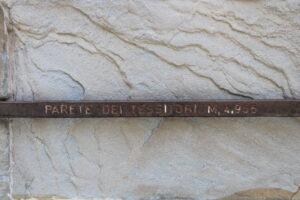 PARETE DEI TESSITORI M. 4.956